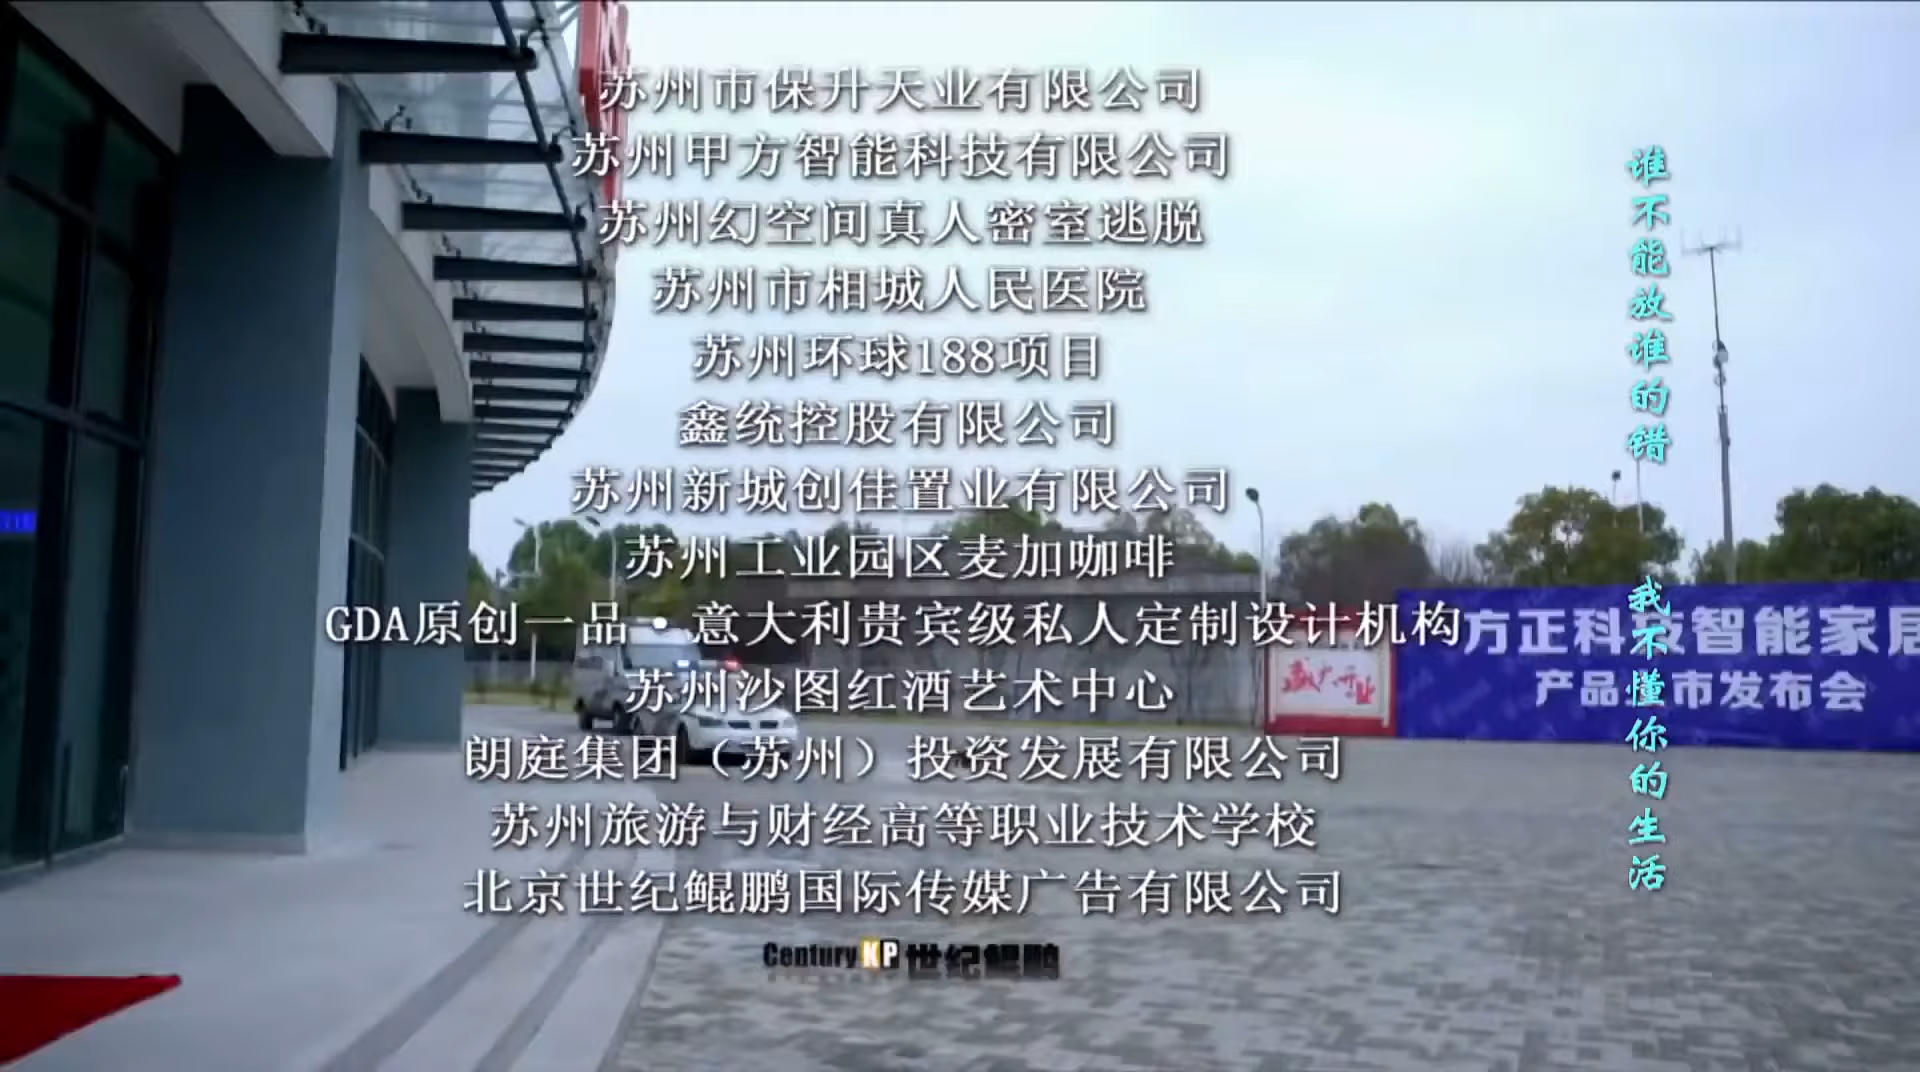 苏州市保升天业有限公司
苏州甲方智能科技有限公司
苏州幻空间真人密室逃脱
苏州市相城人民医院
苏州环球188项目
鑫统控股有限公司
苏州新城创佳置业有限公司
苏州工业园区麦加咖啡
GDA原创一品·意大利贵宾级私人定制设计机构
苏州沙图红酒艺术中心
朗庭集团（苏州）投资发展有限公司
苏州旅游与财经高等职业技术学校
北京世纪鲲鹏国际传媒广告有限公司
Century KP 世纪鲲鹏
谁不能放谁的错
我不懂你的生活
方正科技智能家居
产品上市发布会
盛大开业